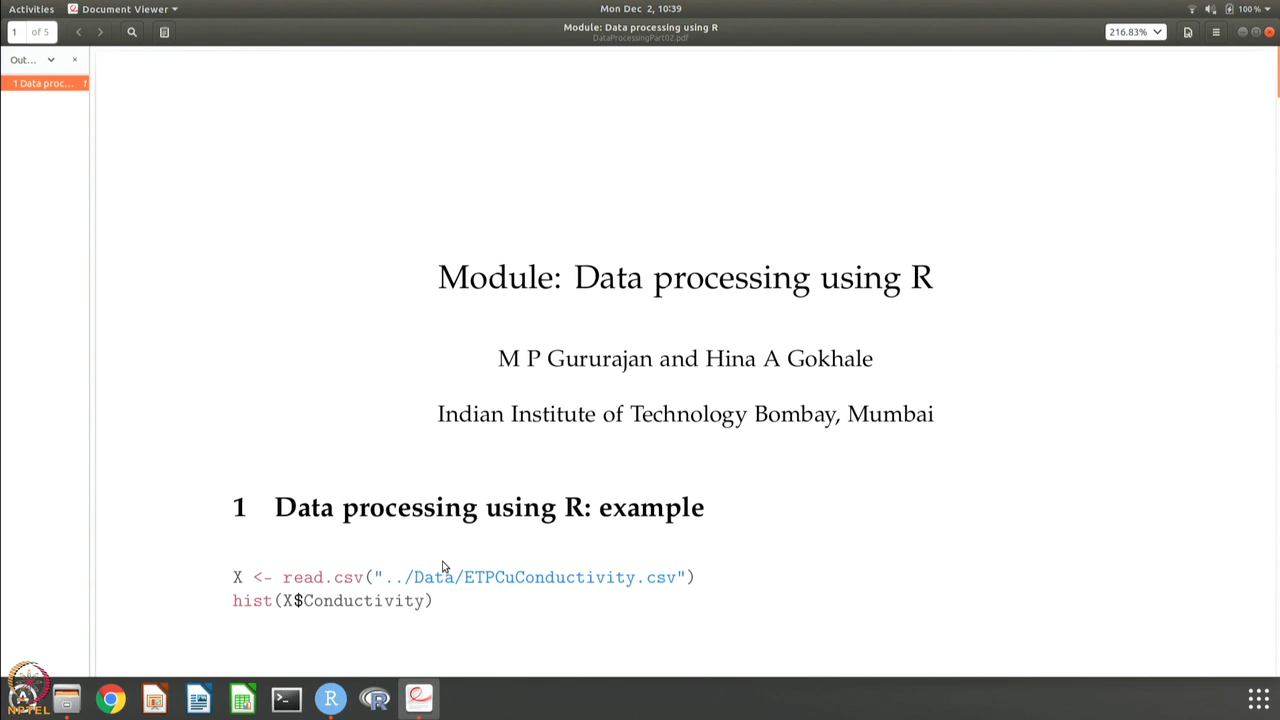 Activities
Document Viewer
Mon Dec 2, 10:39
100 %
1
of 5
Module: Data processing using R
DataProcessingPart02.pdf
216.83%
Out...
1 Data proc...
1
Module: Data processing using R
M P Gururajan and Hina A Gokhale
Indian Institute of Technology Bombay, Mumbai
1 Data processing using R: example
X <- read.csv("../Data/ETPCuConductivity.csv")
hist(X$Conductivity)
NPTEL